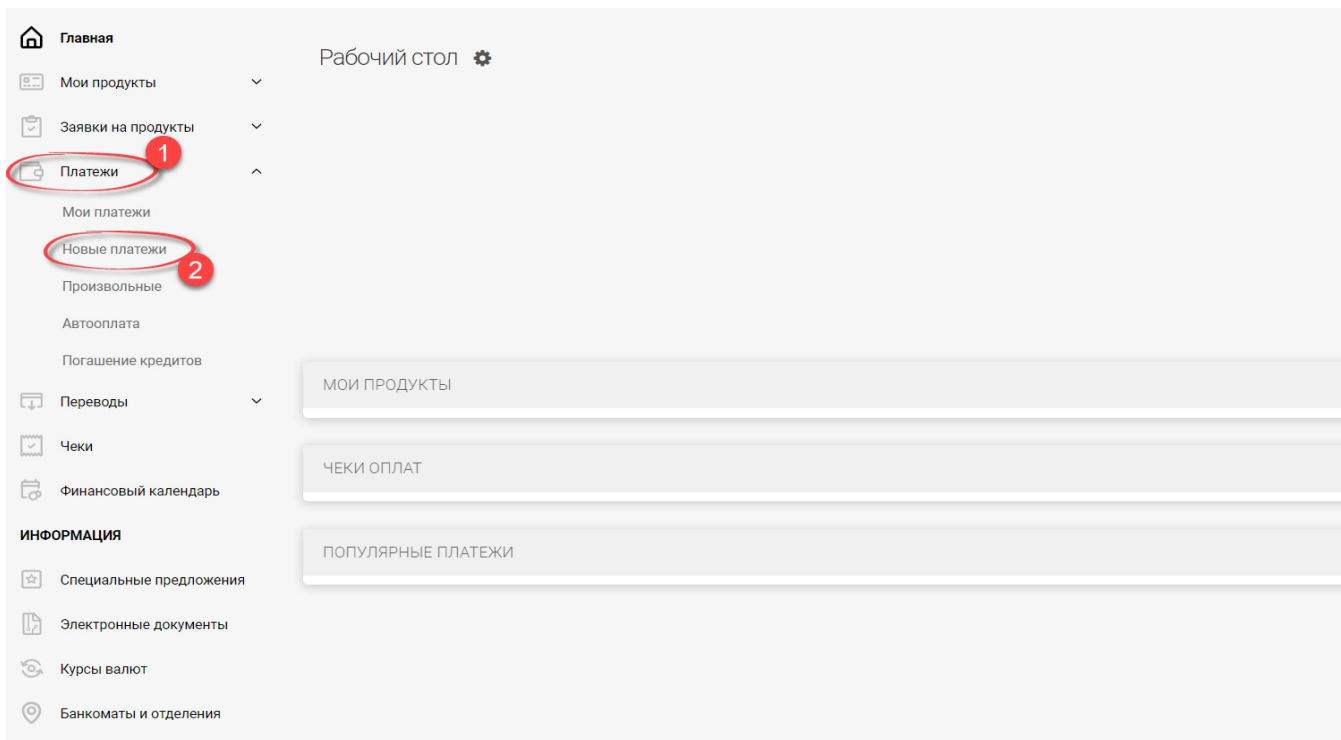 Главная
Мои продукты
Заявки на продукты
1
Платежи
Мои платежи
Новые платежи
2
Произвольные
Автооплата
Погашение кредитов
Переводы
Чеки
Финансовый календарь
ИНФОРМАЦИЯ
Специальные предложения
Электронные документы
Курсы валют
Банкоматы и отделения
Рабочий стол
МОИ ПРОДУКТЫ
ЧЕКИ ОПЛАТ
ПОПУЛЯРНЫЕ ПЛАТЕЖИ